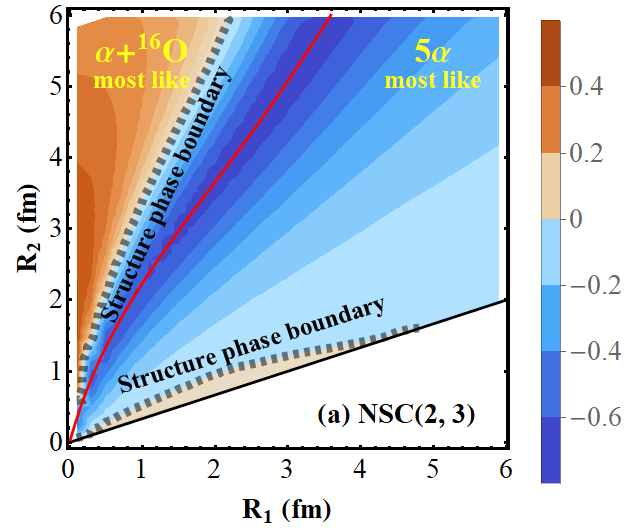 α+¹⁶O
most like
5α
most like
Structure phase boundary
Structure phase boundary
(a) NSC(2, 3)
R₂ (fm)
6
5
4
3
2
1
0
0 1 2 3 4 5 6
R₁ (fm)
0.4
0.2
0
−0.2
−0.4
−0.6